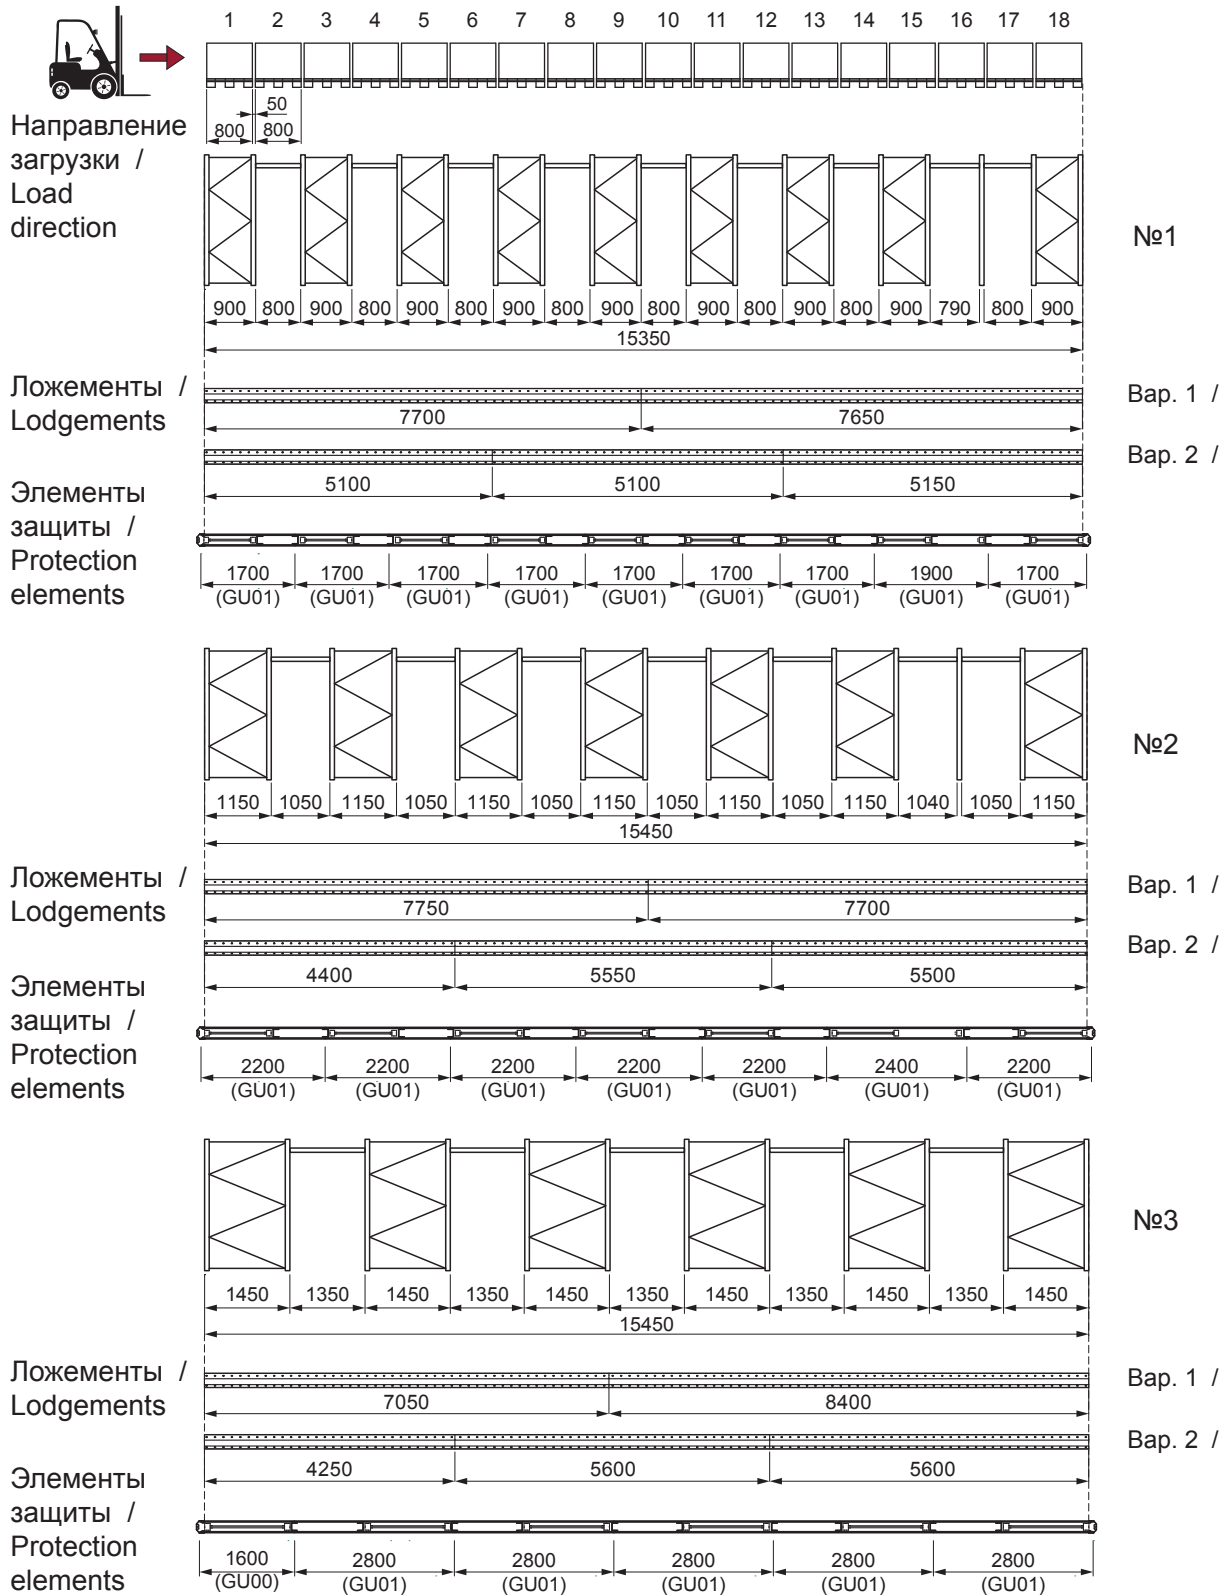 1 2 3 4 5 6 7 8 9 10 11 12 13 14 15 16 17 18
50
800 800
Направление
загрузки /
Load
direction
№1
900 800 900 800 900 800 900 800 900 800 900 800 900 800 900 790 800 900
15350
Ложементы /
Lodgements
Вар. 1 /
7700 7650
Вар. 2 /
5100 5100 5150
Элементы
защиты /
Protection
elements
1700 1700 1700 1700 1700 1700 1700 1900 1700
(GU01) (GU01) (GU01) (GU01) (GU01) (GU01) (GU01) (GU01) (GU01)
№2
1150 1050 1150 1050 1150 1050 1150 1050 1150 1050 1150 1040 1050 1150
15450
Ложементы /
Lodgements
Вар. 1 /
7750 7700
Вар. 2 /
4400 5550 5500
Элементы
защиты /
Protection
elements
2200 2200 2200 2200 2200 2400 2200
(GU01) (GU01) (GU01) (GU01) (GU01) (GU01) (GU01)
№3
1450 1350 1450 1350 1450 1350 1450 1350 1450 1350 1450
15450
Ложементы /
Lodgements
Вар. 1 /
7050 8400
Вар. 2 /
4250 5600 5600
Элементы
защиты /
Protection
elements
1600 2800 2800 2800 2800 2800
(GU00) (GU01) (GU01) (GU01) (GU01) (GU01)